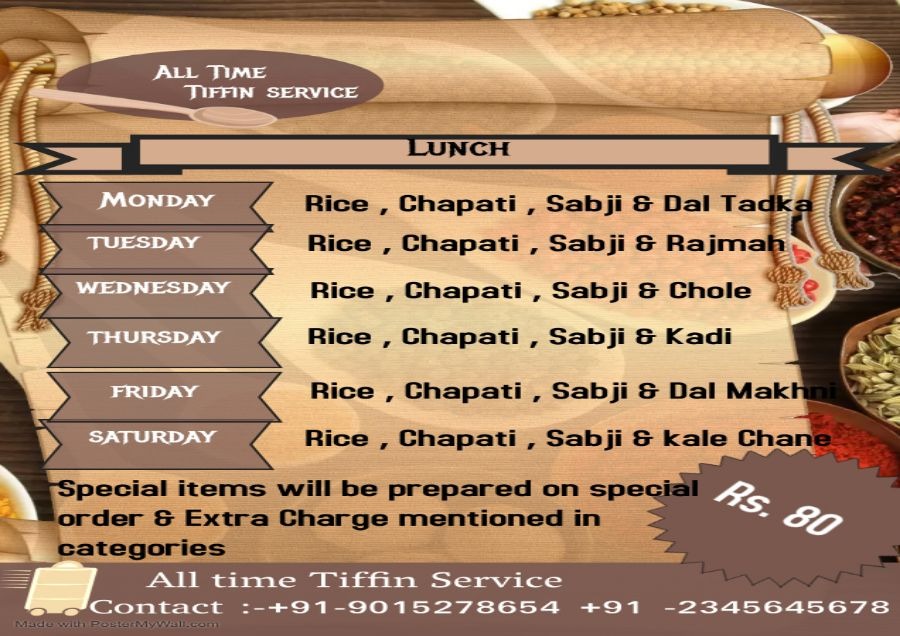 All Time
Tiffin service
Lunch
Monday Rice , Chapati , Sabji & Dal Tadka
Tuesday Rice , Chapati , Sabji & Rajmah
Wednesday Rice , Chapati , Sabji & Chole
Thursday Rice , Chapati , Sabji & Kadi
Friday Rice , Chapati , Sabji & Dal Makhni
Saturday Rice , Chapati , Sabji & kale Chane
Special items will be prepared on special
order & Extra Charge mentioned in
categories
Rs. 80
All time Tiffin Service
Contact :-+91-9015278654 +91 -2345645678
Made with PosterMyWall.com